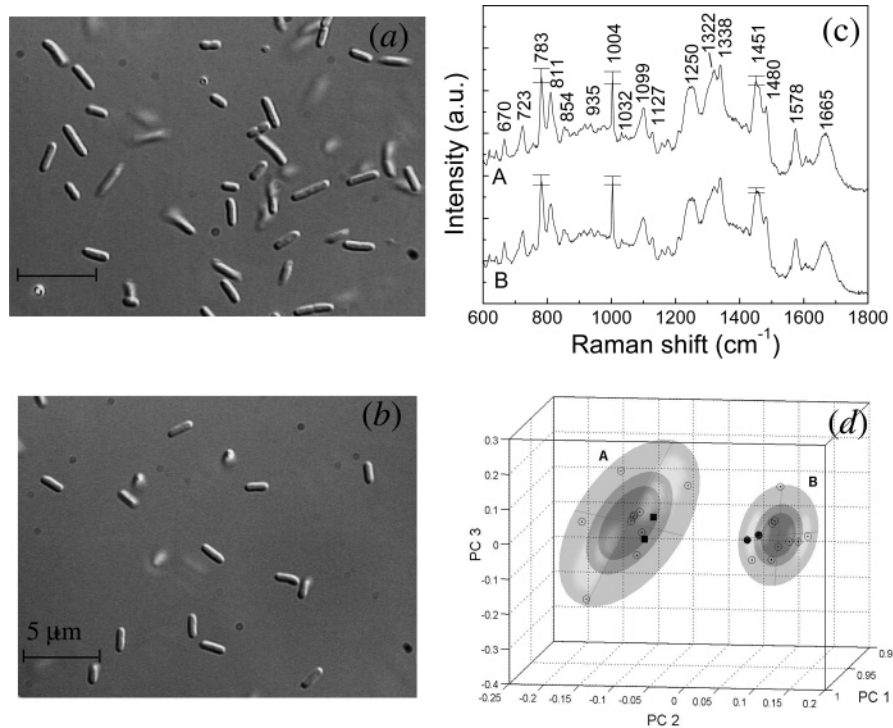 (a)
(b)
5 µm
(c)
670
723
783
811
854
935
1004
1032
1099
1127
1250
1322
1338
1451
1480
1578
1665
A
B
Intensity (a.u.)
600 800 1000 1200 1400 1600 1800
Raman shift (cm⁻¹)
(d)
A
B
0.3
0.2
0.1
0
-0.1
-0.2
-0.3
-0.4
PC 3
-0.25 -0.2 -0.15 -0.1 -0.05 0 0.05 0.1 0.15 0.2
PC 2
0.9
0.95
1
PC 1